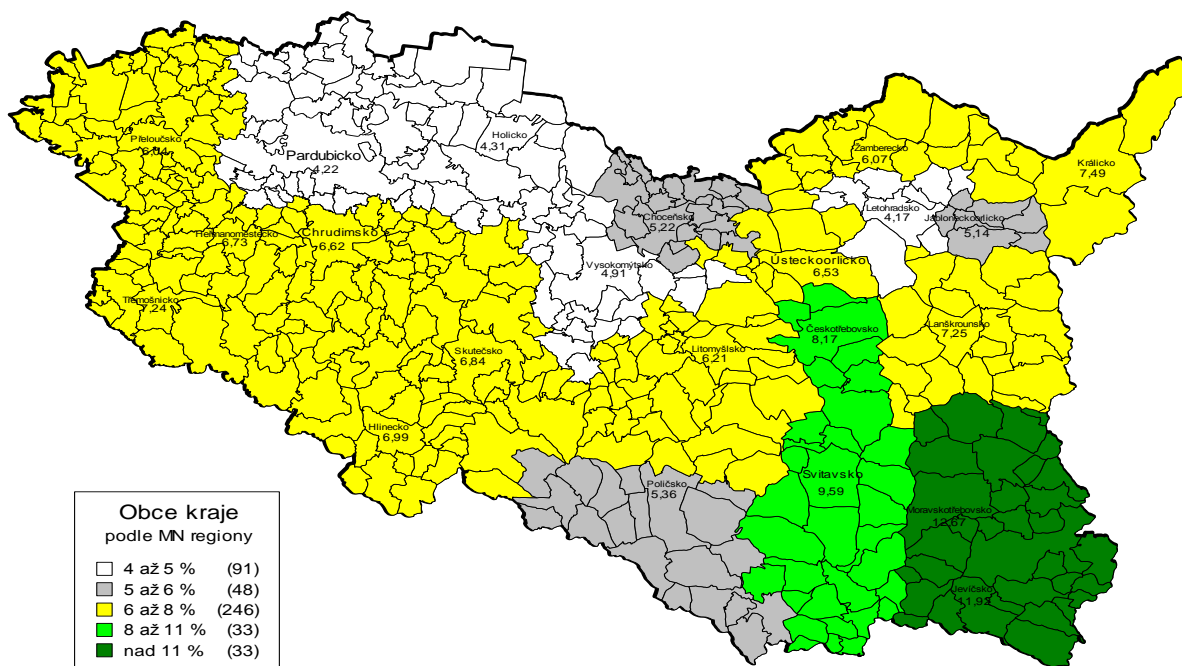 Přeloučsko
6,04
Pardubicko
4,22
Holicko
4,31
Žamberecko
6,07
Králicko
7,49
Choceňsko
5,22
Letohradsko
4,17
Jabloneckoorlicko
5,14
Heřmanoměstecko
6,73
Chrudimsko
6,62
Vysokomýtsko
4,91
Ústeckoorlicko
6,53
Třemošnicko
7,24
Českotřebovsko
8,17
Lanškrounsko
7,25
Skutečsko
6,84
Litomyšlsko
6,21
Hlinecko
6,99
Poličsko
5,36
Svitavsko
9,59
Moravskotřebovsko
12,67
Jevíčsko
11,92
Obce kraje
podle MN regiony
4 až 5 % (91)
5 až 6 % (48)
6 až 8 % (246)
8 až 11 % (33)
nad 11 % (33)